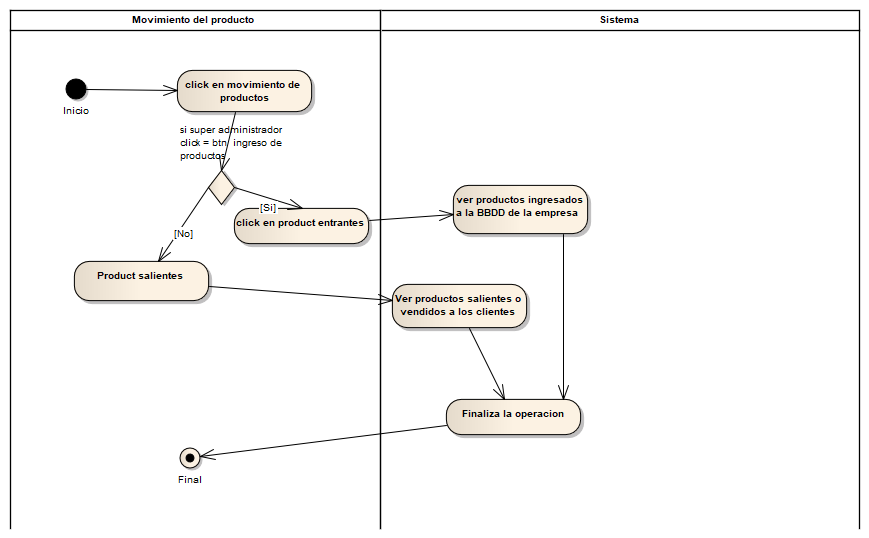 Movimiento del producto
Sistema
click en movimiento de
productos
Inicio
si super administrador
click = btn ingreso de
productos
[Si]
click en product entrantes
ver productos ingresados
a la BBDD de la empresa
[No]
Product salientes
Ver productos salientes o
vendidos a los clientes
Finaliza la operacion
Final